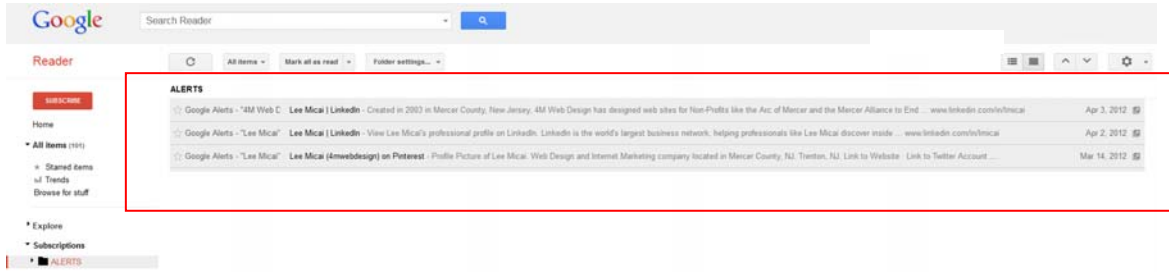 Google
Search Reader
Reader
All items
Mark all as read
Folder settings...
SUBSCRIBE
Home
All items (101)
Starred items
Trends
Browse for stuff
Explore
Subscriptions
ALERTS
ALERTS
Google Alerts - "4M Web D Lee Micai | LinkedIn - Created in 2003 in Mercer County, New Jersey, 4M Web Design has designed web sites for Non-Profits like the Arc of Mercer and the Mercer Alliance to End ... www.linkedin.com/in/lmicai Apr 3, 2012
Google Alerts - "Lee Micai" Lee Micai | LinkedIn - View Lee Micai's professional profile on LinkedIn. LinkedIn is the world's largest business network, helping professionals like Lee Micai discover inside ... www.linkedin.com/in/lmicai Apr 2, 2012
Google Alerts - "Lee Micai" Lee Micai (4mwebdesign) on Pinterest - Profile Picture of Lee Micai. Web Design and Internet Marketing company located in Mercer County, NJ. Trenton, NJ. Link to Website · Link to Twitter Account ... Mar 14, 2012